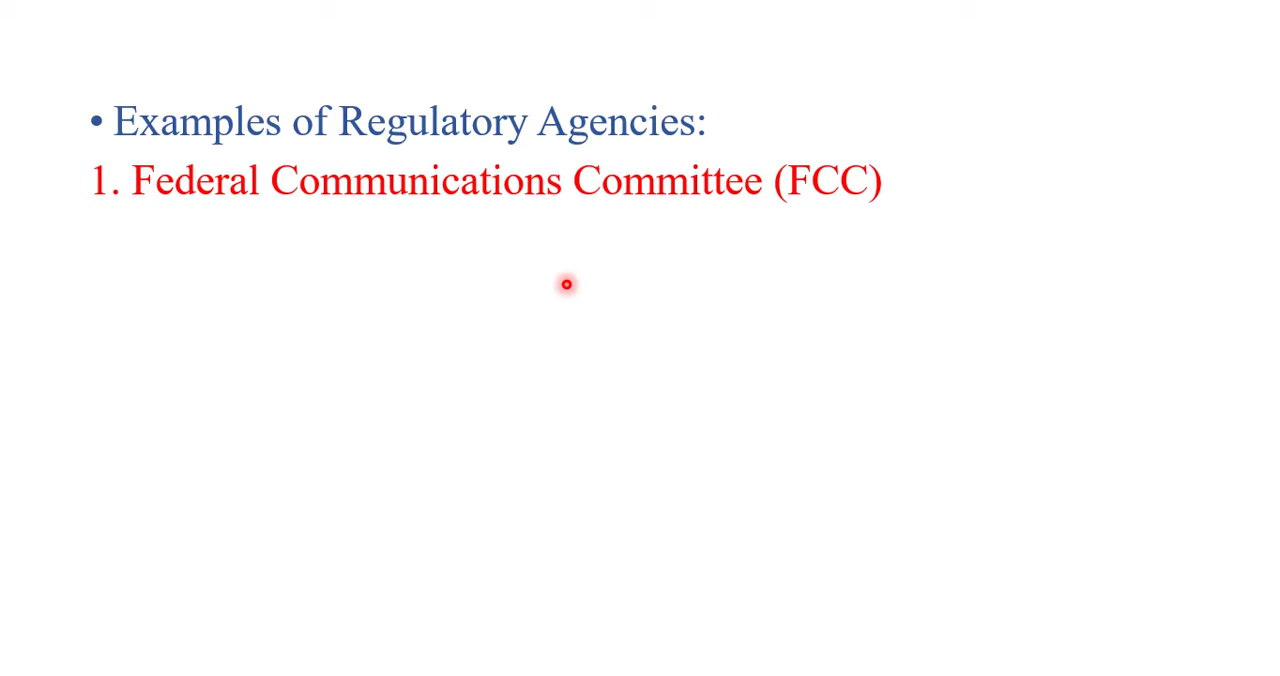 • Examples of Regulatory Agencies:
1. Federal Communications Committee (FCC)